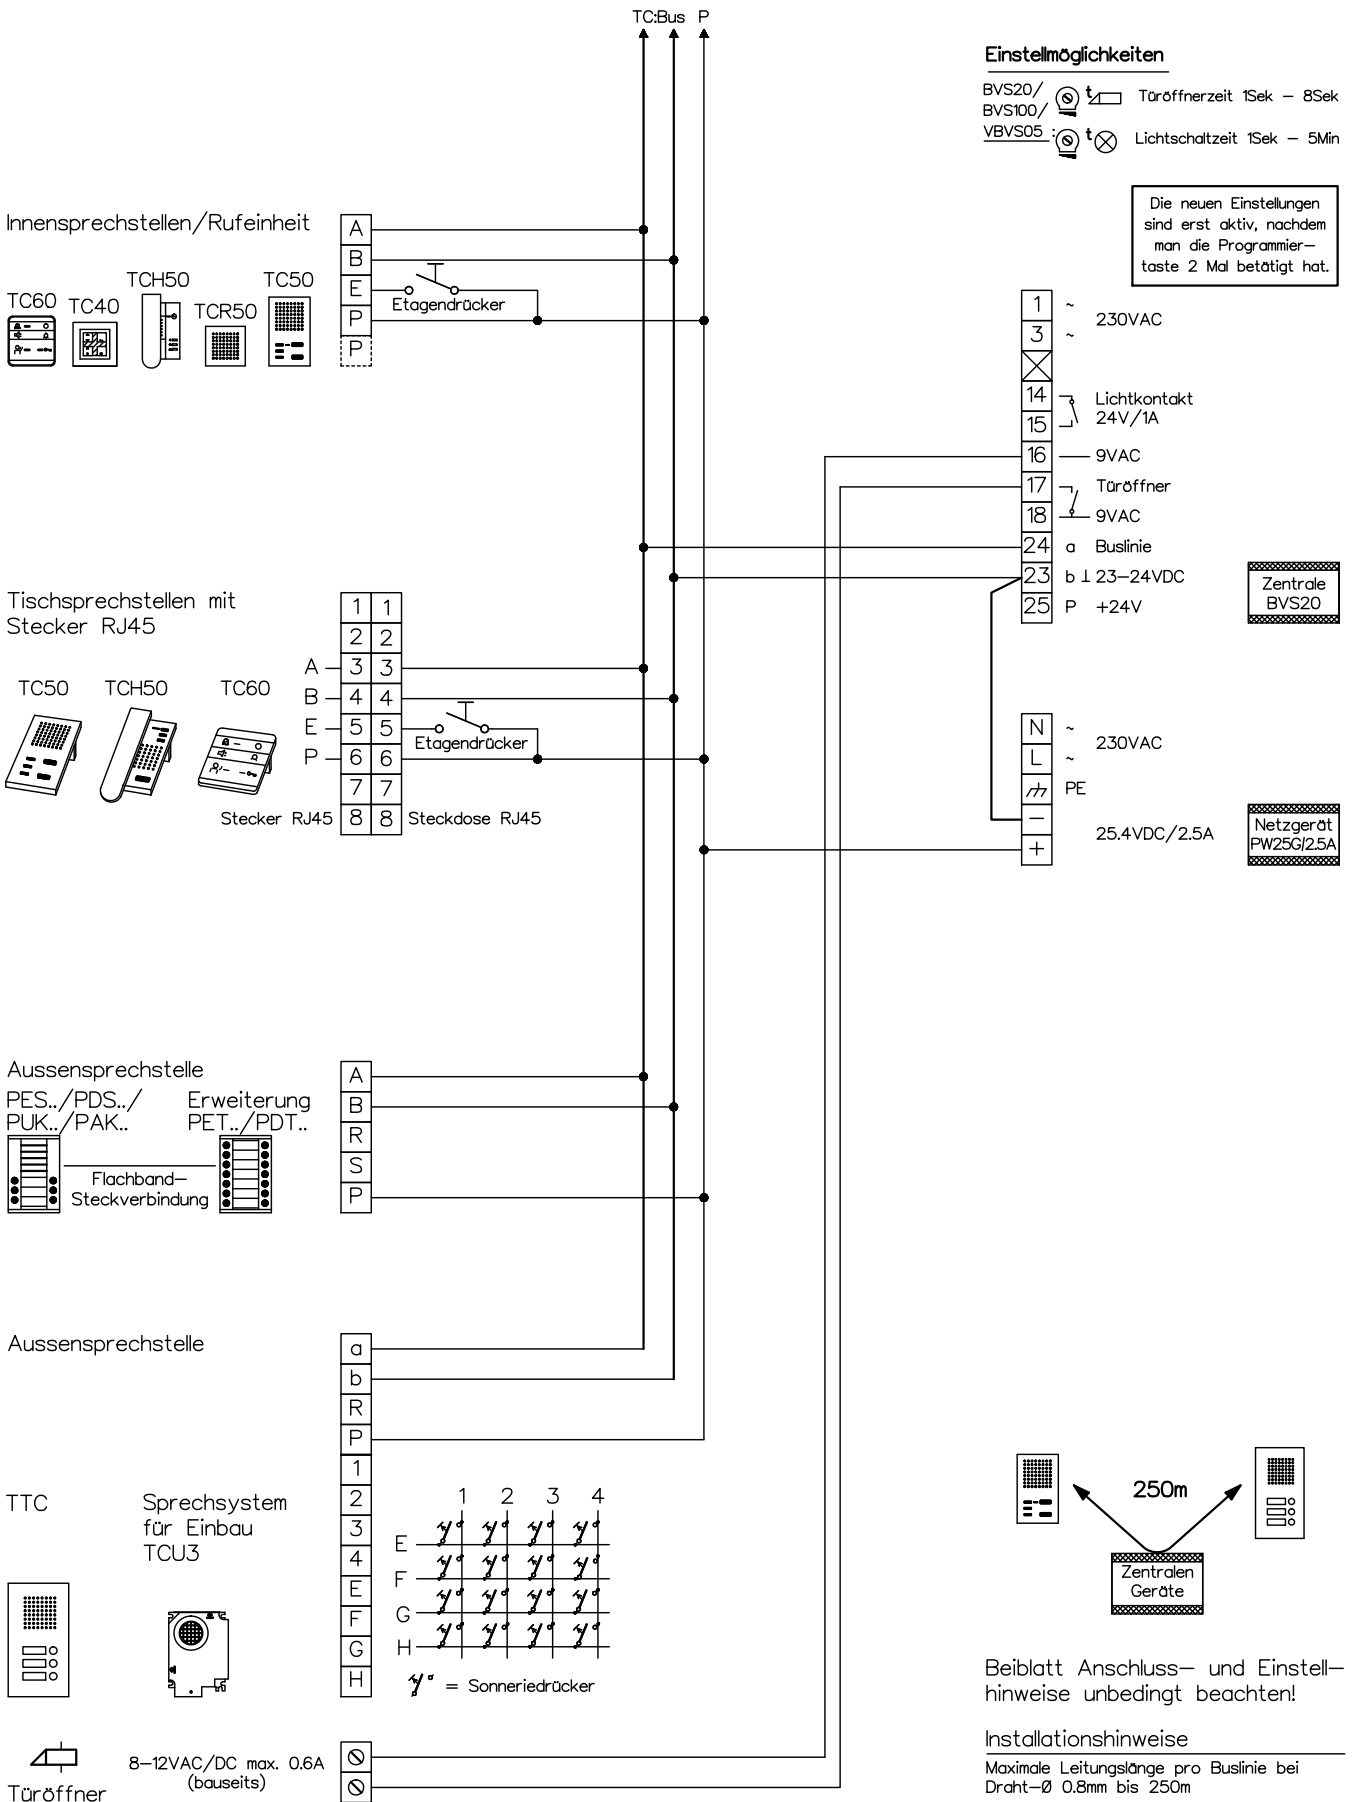 TC:Bus P
Einstellmöglichkeiten
BVS20/
BVS100/
VBVS05 :
t Türöffnerzeit 1Sek – 8Sek
t Lichtschaltzeit 1Sek – 5Min
Die neuen Einstellungen
sind erst aktiv, nachdem
man die Programmier–
taste 2 Mal betätigt hat.
Innensprechstellen/Rufeinheit
TC60
TC40
TCH50
TCR50
TC50
A
B
E
P
P
Etagendrücker
1 ~
230VAC
3 ~
14 Lichtkontakt
15 24V/1A
16 9VAC
17 Türöffner
18 9VAC
24 a Buslinie
23 b ⊥ 23–24VDC
25 P +24V
Zentrale
BVS20
Tischsprechstellen mit
Stecker RJ45
TC50 TCH50 TC60
1 1
2 2
A 3 3
B 4 4
E 5 5
P 6 6
7 7
Stecker RJ45 8 8 Steckdose RJ45
Etagendrücker
N ~
230VAC
L ~
PE
–
25.4VDC/2.5A
+
Netzgerät
PW25G/2.5A
Aussensprechstelle
PES../PDS../
PUK../PAK..
Erweiterung
PET../PDT..
Flachband–
Steckverbindung
A
B
R
S
P
Aussensprechstelle
a
b
R
P
1
2
3
4
E
F
G
H
TTC
Sprechsystem
für Einbau
TCU3
1 2 3 4
E
F
G
H
= Sonneriedrücker
250m
Zentralen
Geräte
Beiblatt Anschluss– und Einstell–
hinweise unbedingt beachten!
Installationshinweise
Maximale Leitungslänge pro Buslinie bei
Draht–Ø 0.8mm bis 250m
Türöffner
8–12VAC/DC max. 0.6A
(bauseits)